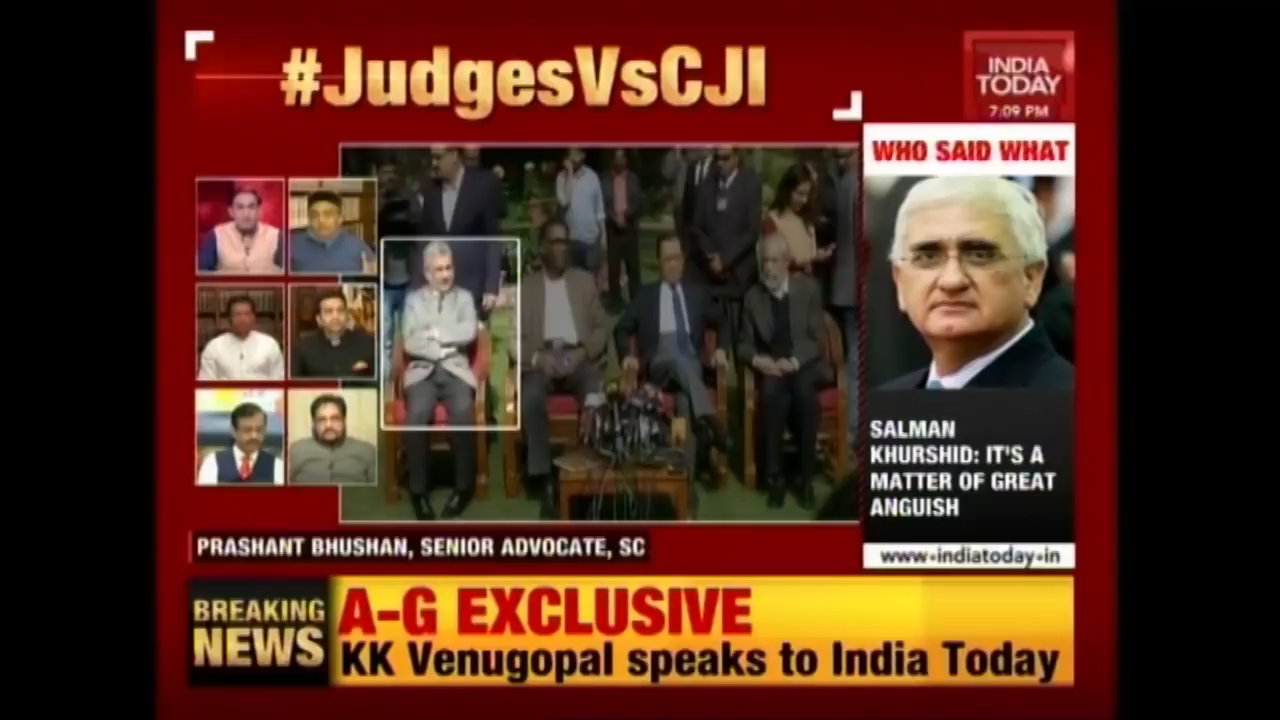 #JudgesVsCJI
INDIA
TODAY
7:09 PM
WHO SAID WHAT
SALMAN
KHURSHID: IT'S A
MATTER OF GREAT
ANGUISH
www•indiatoday•in
PRASHANT BHUSHAN, SENIOR ADVOCATE, SC
BREAKING
NEWS
A-G EXCLUSIVE
KK Venugopal speaks to India Today